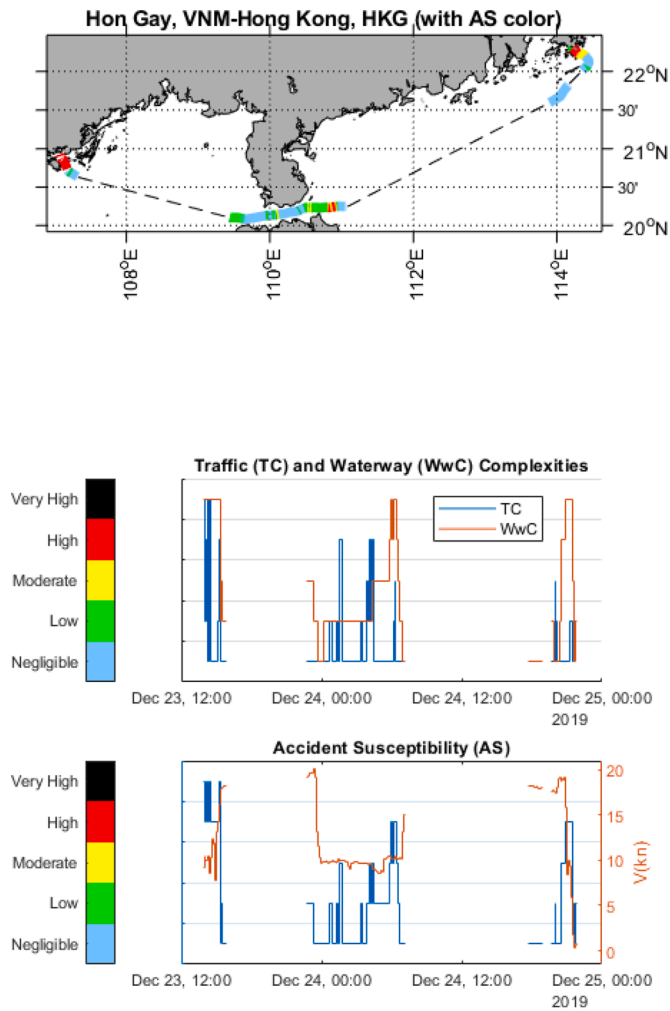 Hon Gay, VNM-Hong Kong, HKG (with AS color)
22°N
30'
21°N
30'
20°N
108°E
110°E
112°E
114°E
Traffic (TC) and Waterway (WwC) Complexities
Very High
High
Moderate
Low
Negligible
TC
WwC
Dec 23, 12:00
Dec 24, 00:00
Dec 24, 12:00
Dec 25, 00:00
2019
Accident Susceptibility (AS)
Very High
High
Moderate
Low
Negligible
20
15
10
5
0
V(kn)
Dec 23, 12:00
Dec 24, 00:00
Dec 24, 12:00
Dec 25, 00:00
2019